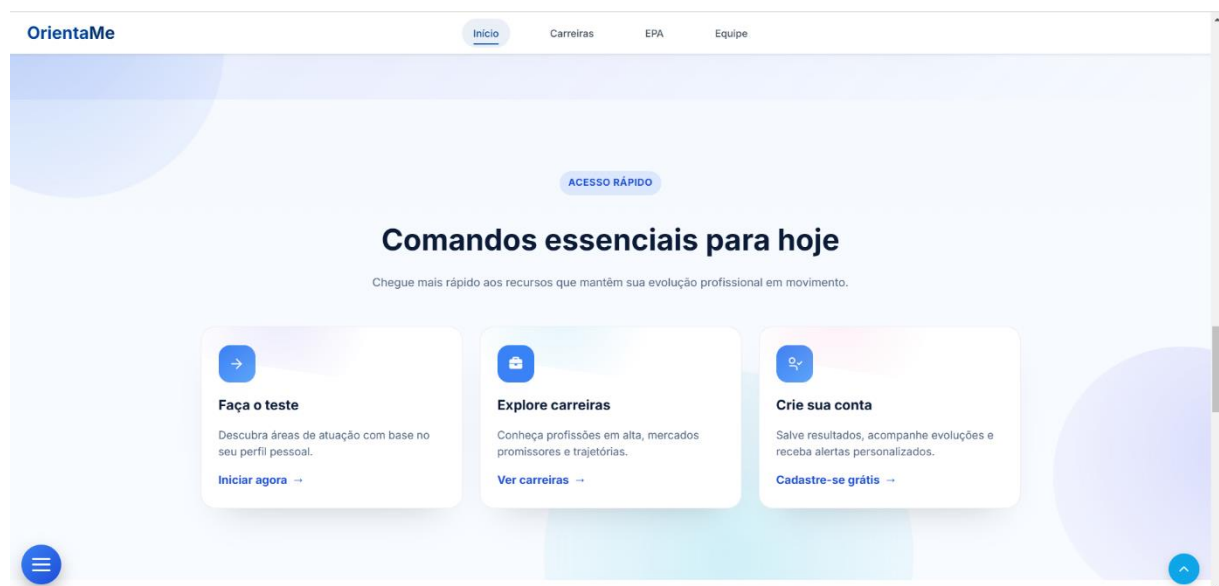 OrientaMe
Início
Carreiras
EPA
Equipe
ACESSO RÁPIDO
Comandos essenciais para hoje
Chegue mais rápido aos recursos que mantêm sua evolução profissional em movimento.
Faça o teste
Descubra áreas de atuação com base no
seu perfil pessoal.
Iniciar agora →
Explore carreiras
Conheça profissões em alta, mercados
promissores e trajetórias.
Ver carreiras →
Crie sua conta
Salve resultados, acompanhe evoluções e
receba alertas personalizados.
Cadastre-se grátis →